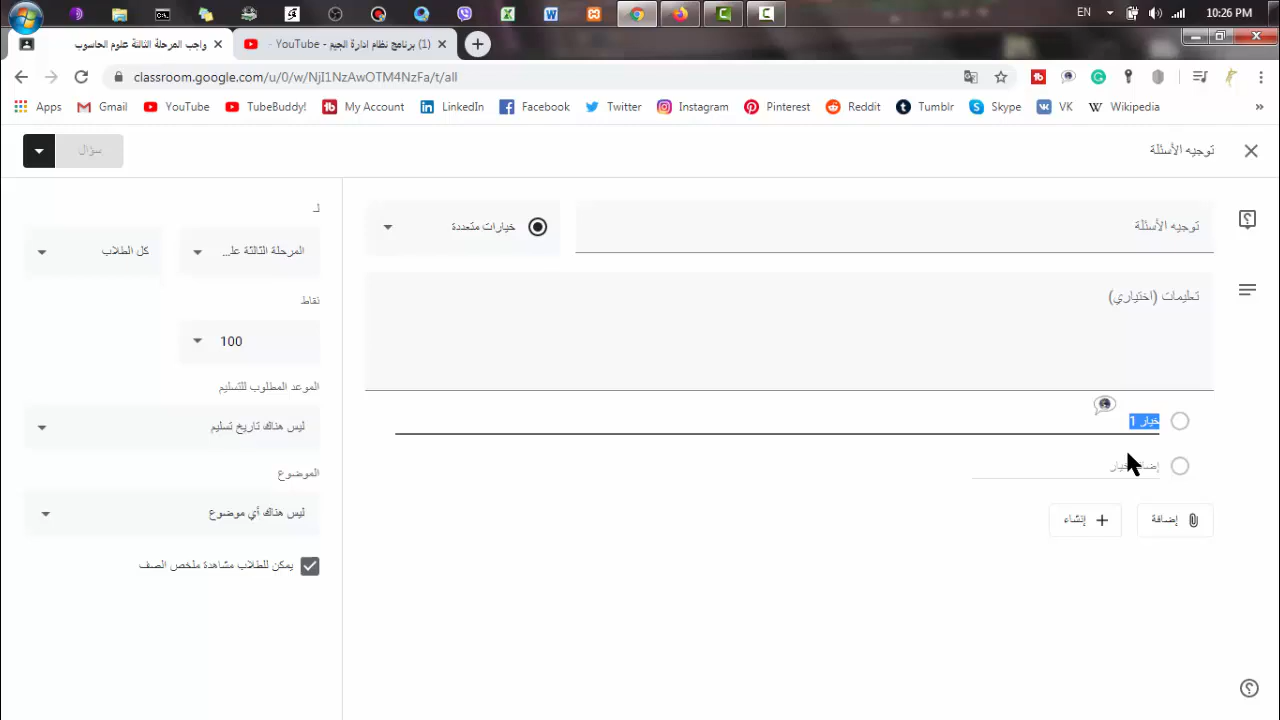 EN
10:26 PM
واجب المرحلة الثالثة علوم الحاسوب
(1) برنامج نظام ادارة الجيم - YouTube
classroom.google.com/u/0/w/NjI1NzAwOTM4NzFa/t/all
Apps Gmail YouTube TubeBuddy! My Account LinkedIn Facebook Twitter Instagram Pinterest Reddit Tumblr Skype VK Wikipedia »
توجيه الأسئلة
سؤال
توجيه الأسئلة
خيارات متعددة
تعليمات (اختياري)
خيار 1
إنشاء
إضافة
لـ
المرحلة الثالثة علـ...
كل الطلاب
نقاط
100
الموعد المطلوب للتسليم
ليس هناك تاريخ تسليم
الموضوع
ليس هناك أي موضوع
يمكن للطلاب مشاهدة ملخص الصف